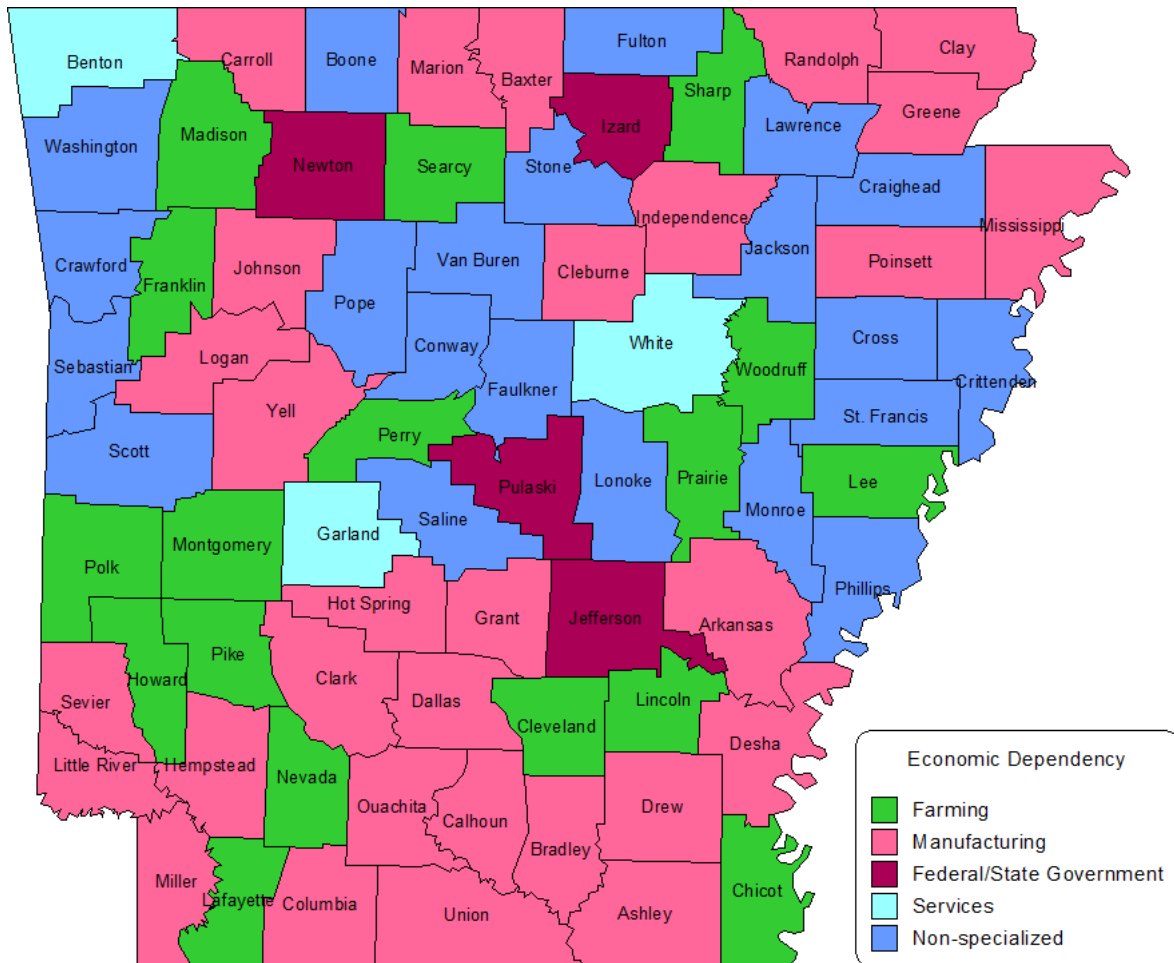 Benton
Carroll
Boone
Marion
Baxter
Fulton
Sharp
Randolph
Clay
Greene
Izard
Lawrence
Washington
Madison
Newton
Searcy
Stone
Craighead
Independence
Mississippi
Crawford
Franklin
Johnson
Pope
Van Buren
Cleburne
Jackson
Poinsett
Sebastian
Logan
Conway
White
Woodruff
Cross
Crittenden
Yell
Faulkner
St. Francis
Scott
Perry
Pulaski
Lonoke
Prairie
Lee
Monroe
Polk
Montgomery
Garland
Saline
Phillips
Hot Spring
Grant
Jefferson
Arkansas
Howard
Pike
Clark
Dallas
Cleveland
Lincoln
Sevier
Little River
Hempstead
Nevada
Desha
Ouachita
Calhoun
Drew
Bradley
Miller
Lafayette
Columbia
Union
Ashley
Chicot
Economic Dependency
Farming
Manufacturing
Federal/State Government
Services
Non-specialized